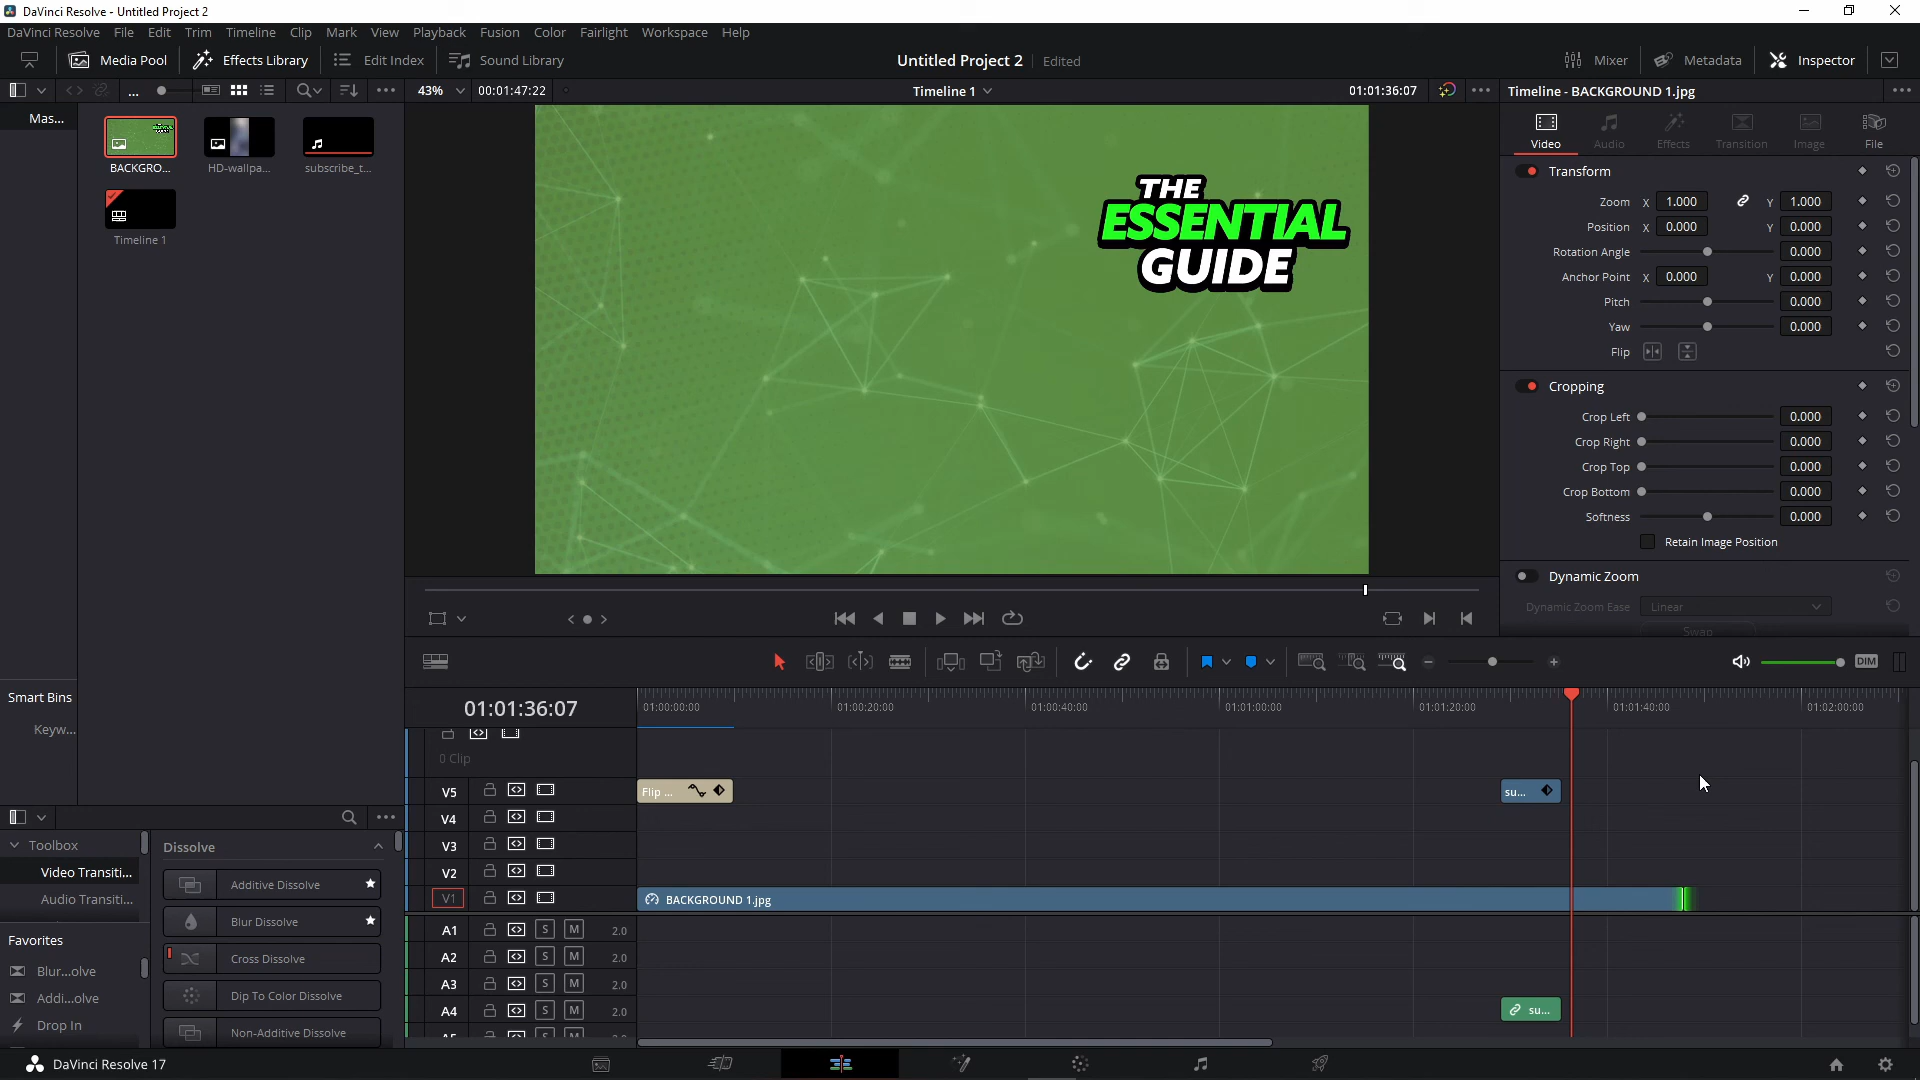 DaVinci Resolve - Untitled Project 2
DaVinci Resolve File Edit Trim Timeline Clip Mark View Playback Fusion Color Fairlight Workspace Help
Media Pool Effects Library Edit Index Sound Library Untitled Project 2 Edited Mixer Metadata Inspector
... 43% 00:01:47:22 Timeline 1 01:01:36:07 Timeline - BACKGROUND 1.jpg
Mas...
BACKGRO... HD-wallpa... subscribe_t...
Timeline 1
THE
ESSENTIAL
GUIDE
Video Audio Effects Transition Image File
Transform
Zoom X 1.000 Y 1.000
Position X 0.000 Y 0.000
Rotation Angle 0.000
Anchor Point X 0.000 Y 0.000
Pitch 0.000
Yaw 0.000
Flip
Cropping
Crop Left 0.000
Crop Right 0.000
Crop Top 0.000
Crop Bottom 0.000
Softness 0.000
Retain Image Position
Dynamic Zoom
Dynamic Zoom Ease Linear
Swap
DIM
Smart Bins
Keyw...
01:01:36:07
01:00:00:00 01:00:20:00 01:00:40:00 01:01:00:00 01:01:20:00 01:01:40:00 01:02:00:00
0 Clip
V5 Flip ... su...
V4
V3
V2
V1 BACKGROUND 1.jpg
A1 S M 2.0
A2 S M 2.0
A3 S M 2.0
A4 S M 2.0 su...
Toolbox
Video Transiti...
Audio Transiti...
Favorites
Blur...olve
Addi...olve
Drop In
Dissolve
Additive Dissolve
Blur Dissolve
Cross Dissolve
Dip To Color Dissolve
Non-Additive Dissolve
DaVinci Resolve 17